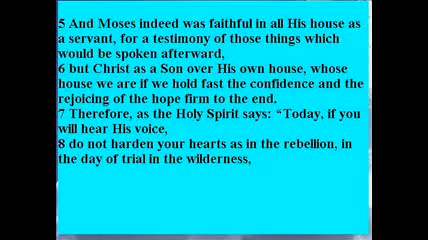 5 And Moses indeed was faithful in all His house as
a servant, for a testimony of those things which
would be spoken afterward,
6 but Christ as a Son over His own house, whose
house we are if we hold fast the confidence and the
rejoicing of the hope firm to the end.
7 Therefore, as the Holy Spirit says: “Today, if you
will hear His voice,
8 do not harden your hearts as in the rebellion, in
the day of trial in the wilderness,